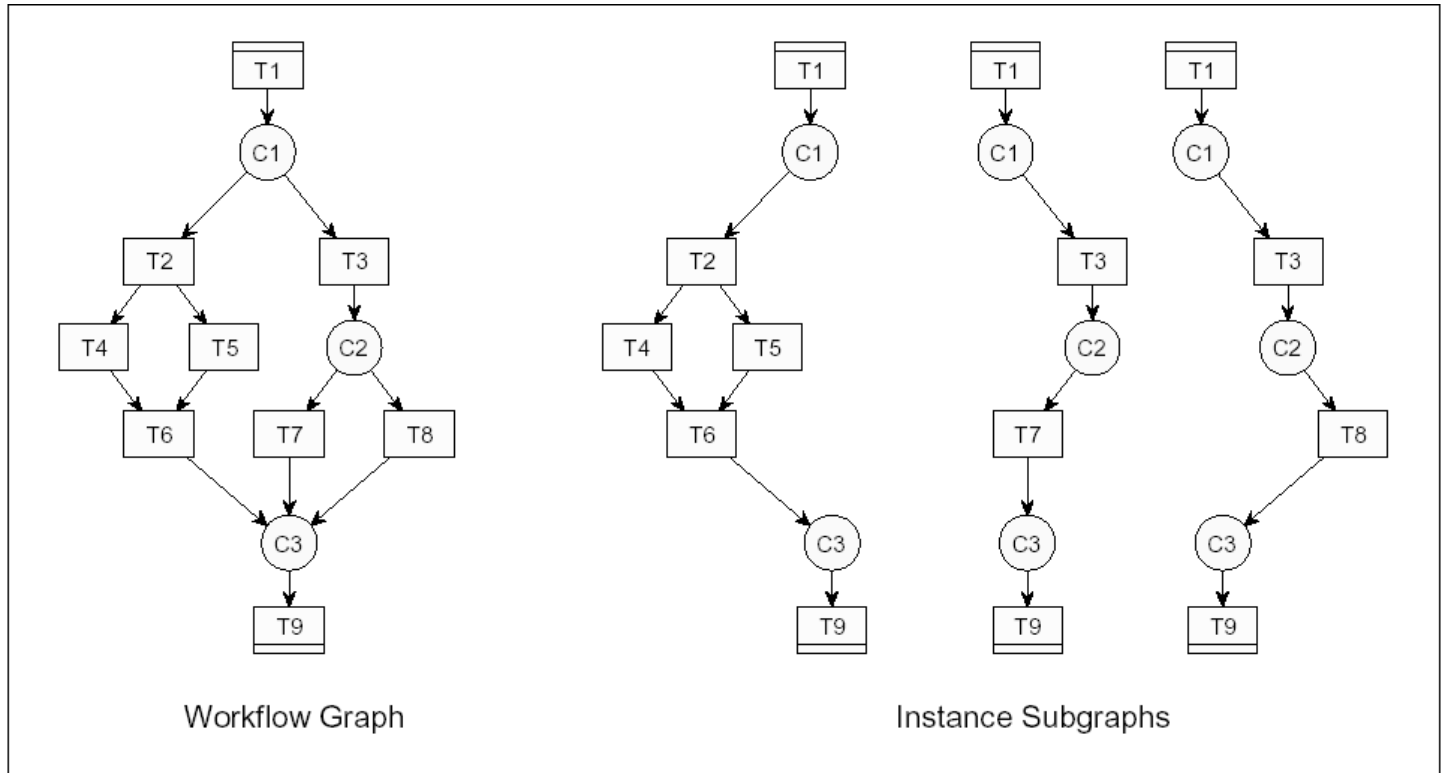 T1 T1 T1 T1
C1 C1 C1 C1
T2 T3 T2 T3 T3
T4 T5 C2 T4 T5 C2 C2
T6 T7 T8 T6 T7 T8
C3 C3 C3 C3
T9 T9 T9 T9
Workflow Graph Instance Subgraphs